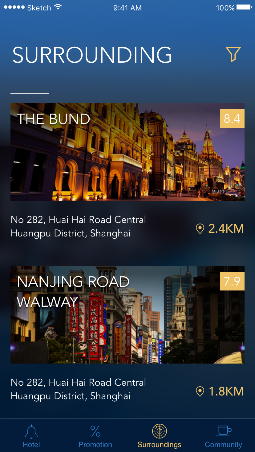 Sketch 9:41 AM 100%
SURROUNDING
THE BUND 8.4
No 282, Huai Hai Road Central
Huangpu District, Shanghai
2.4KM
NANJING ROAD 7.9
WALWAY
No 282, Huai Hai Road Central
Huangpu District, Shanghai
1.8KM
Hotel Promotion Surroundings Community